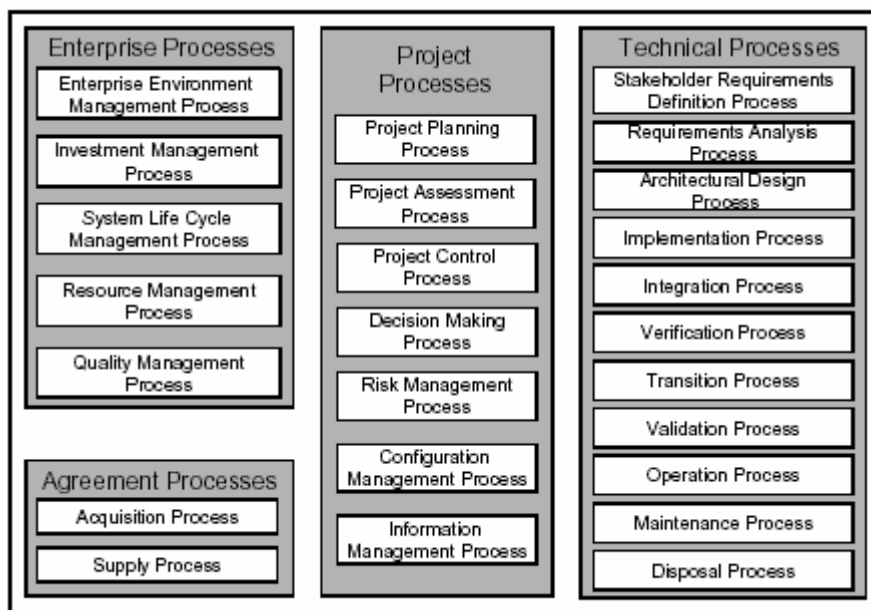 Enterprise Processes
Enterprise Environment
Management Process
Investment Management
Process
System Life Cycle
Management Process
Resource Management
Process
Quality Management
Process
Agreement Processes
Acquisition Process
Supply Process
Project
Processes
Project Planning
Process
Project Assessment
Process
Project Control
Process
Decision Making
Process
Risk Management
Process
Configuration
Management Process
Information
Management Process
Technical Processes
Stakeholder Requirements
Definition Process
Requirements Analysis
Process
Architectural Design
Process
Implementation Process
Integration Process
Verification Process
Transition Process
Validation Process
Operation Process
Maintenance Process
Disposal Process